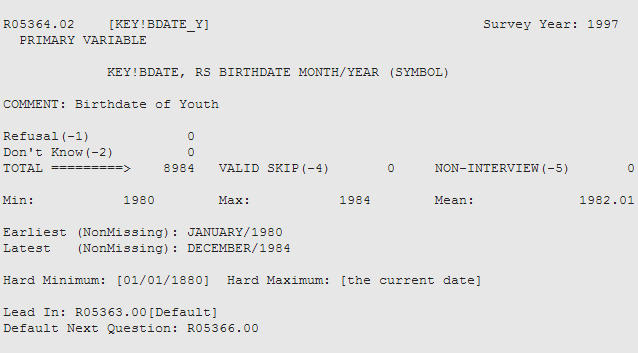 R05364.02    [KEY!BDATE_Y]                                    Survey Year: 1997
  PRIMARY VARIABLE
             KEY!BDATE, RS BIRTHDATE MONTH/YEAR (SYMBOL)
COMMENT: Birthdate of Youth
Refusal(-1)             0
Don't Know(-2)          0
TOTAL =========>     8984   VALID SKIP(-4)       0     NON-INTERVIEW(-5)       0
Min:            1980        Max:            1984        Mean:             1982.01
Earliest (NonMissing): JANUARY/1980
Latest   (NonMissing): DECEMBER/1984
Hard Minimum: [01/01/1880]  Hard Maximum: [the current date]
Lead In: R05363.00[Default]
Default Next Question: R05366.00